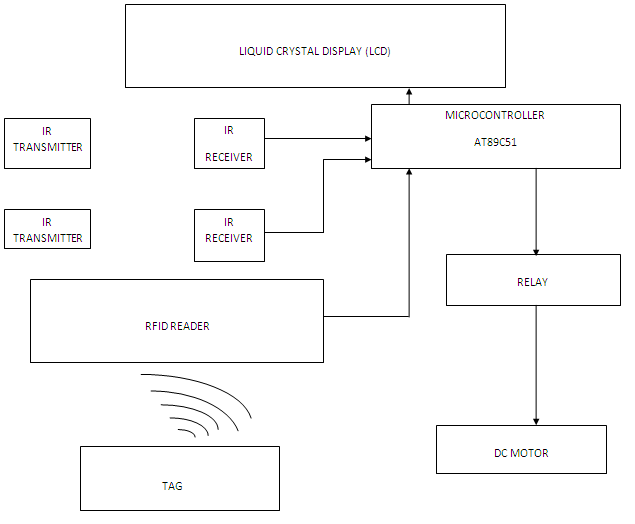 LIQUID CRYSTAL DISPLAY (LCD)
MICROCONTROLLER
AT89C51
IR
TRANSMITTER
IR
RECEIVER
IR
TRANSMITTER
IR
RECEIVER
RELAY
RFID READER
DC MOTOR
TAG